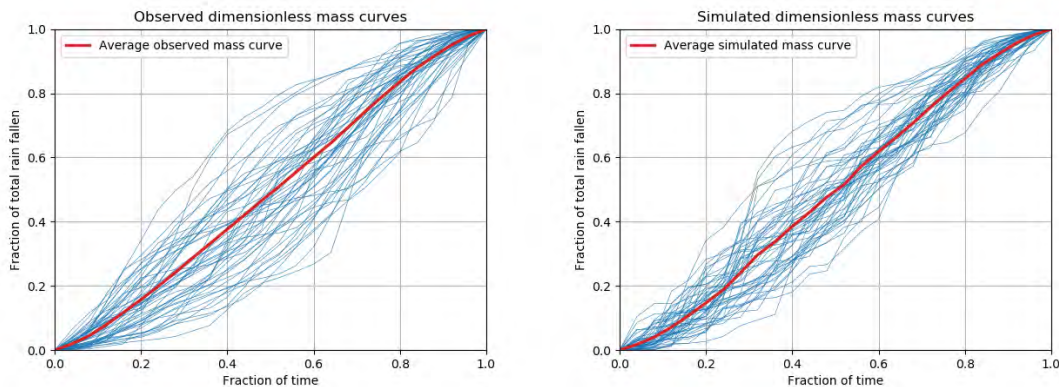 Observed dimensionless mass curves
1.0
0.8
0.6
0.4
0.2
0.0
Fraction of total rain fallen
Average observed mass curve
0.0 0.2 0.4 0.6 0.8 1.0
Fraction of time
Simulated dimensionless mass curves
1.0
0.8
0.6
0.4
0.2
0.0
Fraction of total rain fallen
Average simulated mass curve
0.0 0.2 0.4 0.6 0.8 1.0
Fraction of time